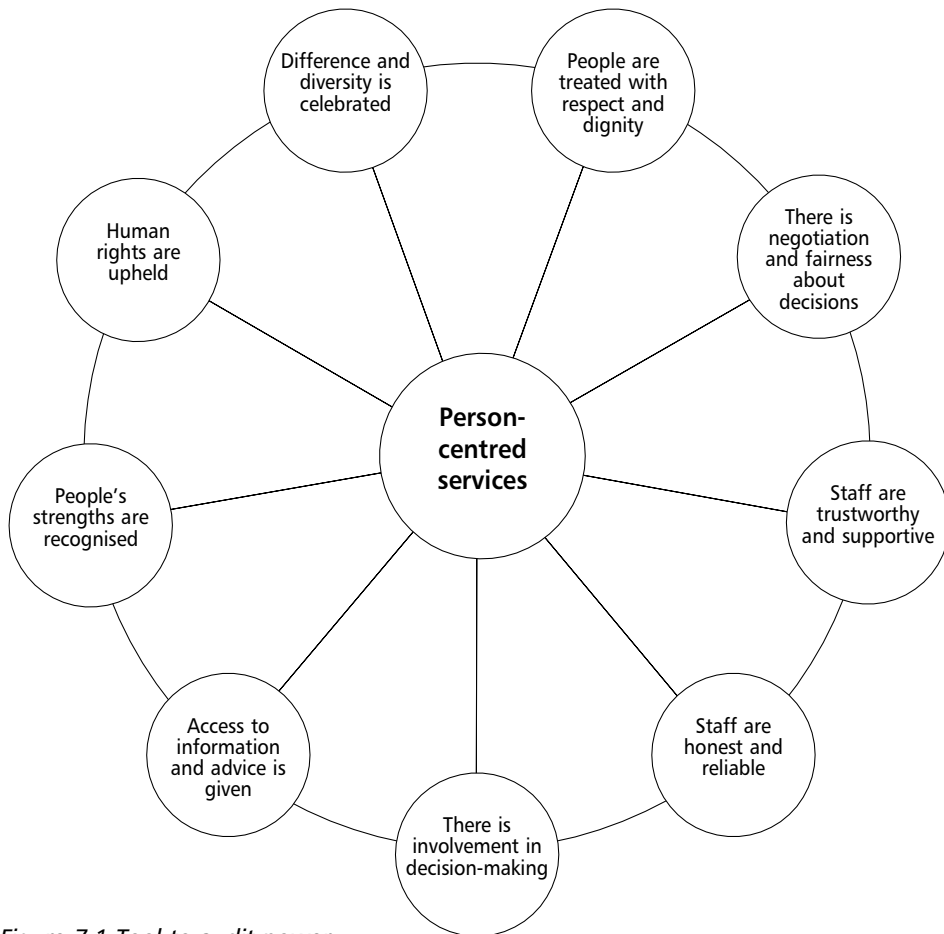 Difference and
diversity is
celebrated
People are
treated with
respect and
dignity
There is
negotiation
and fairness
about
decisions
Human
rights are
upheld
Person-
centred
services
People's
strengths are
recognised
Staff are
trustworthy
and supportive
Access to
information
and advice is
given
Staff are
honest and
reliable
There is
involvement in
decision-making